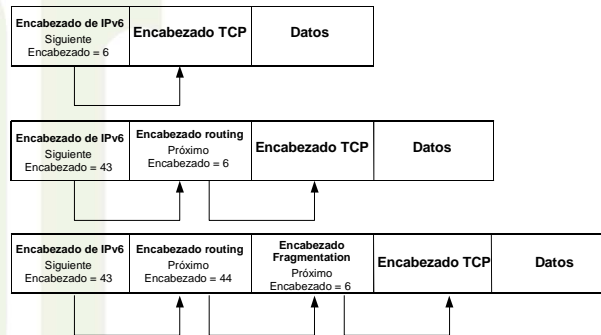 Encabezado de IPv6
Siguiente
Encabezado = 6
Encabezado TCP
Datos
Encabezado de IPv6
Siguiente
Encabezado = 43
Encabezado routing
Próximo
Encabezado = 6
Encabezado TCP
Datos
Encabezado de IPv6
Siguiente
Encabezado = 43
Encabezado routing
Próximo
Encabezado = 44
Encabezado
Fragmentation
Próximo
Encabezado = 6
Encabezado TCP
Datos